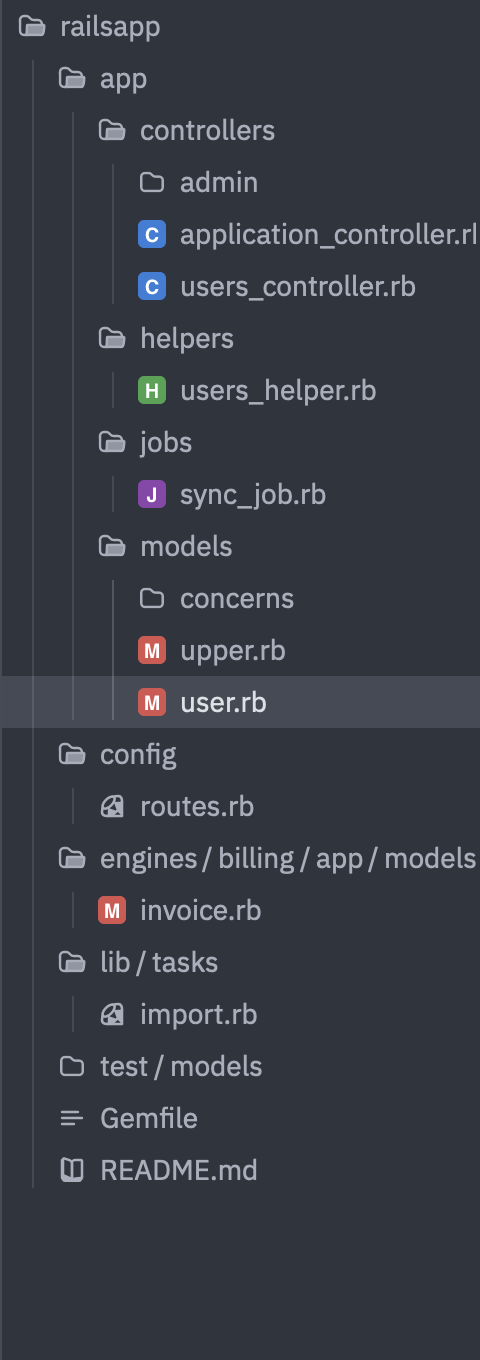 railsapp
app
controllers
admin
C application_controller.r
C users_controller.rb
helpers
H users_helper.rb
jobs
J sync_job.rb
models
concerns
M upper.rb
M user.rb
config
routes.rb
engines / billing / app / models
M invoice.rb
lib / tasks
import.rb
test / models
Gemfile
README.md